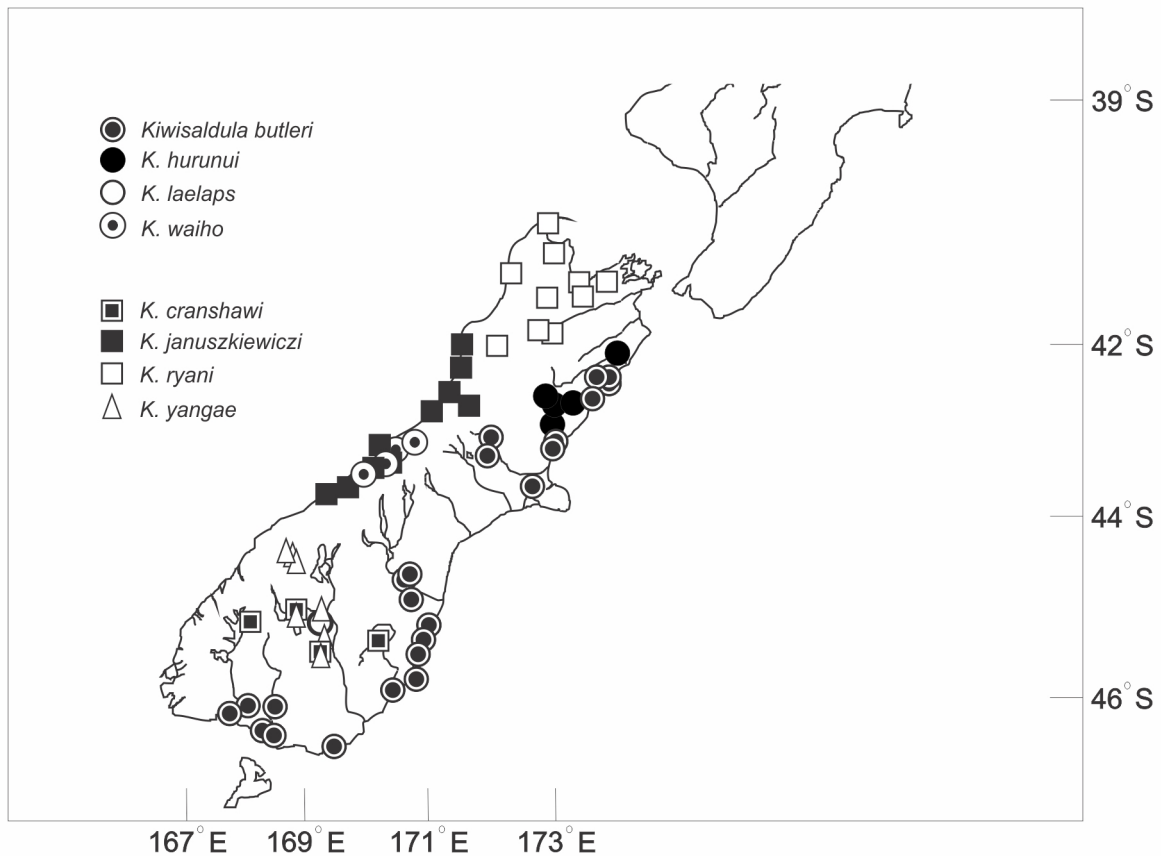 Kiwisaldula butleri
K. hurunui
K. laelaps
K. waiho
K. cranshawi
K. januszkiewiczi
K. ryani
K. yangae
39°S
42°S
44°S
46°S
167°E 169°E 171°E 173°E